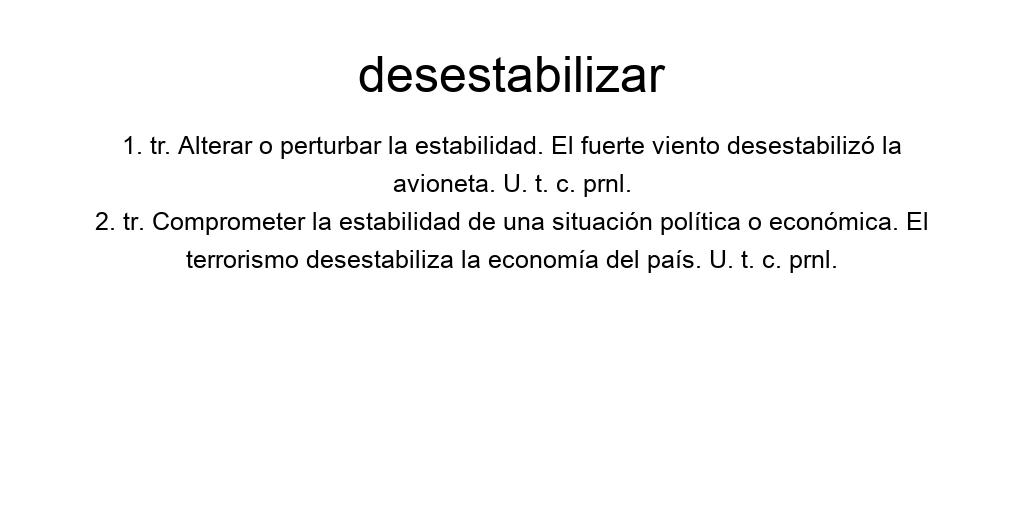 desestabilizar
1. tr. Alterar o perturbar la estabilidad. El fuerte viento desestabilizó la
avioneta. U. t. c. prnl.
2. tr. Comprometer la estabilidad de una situación política o económica. El
terrorismo desestabiliza la economía del país. U. t. c. prnl.